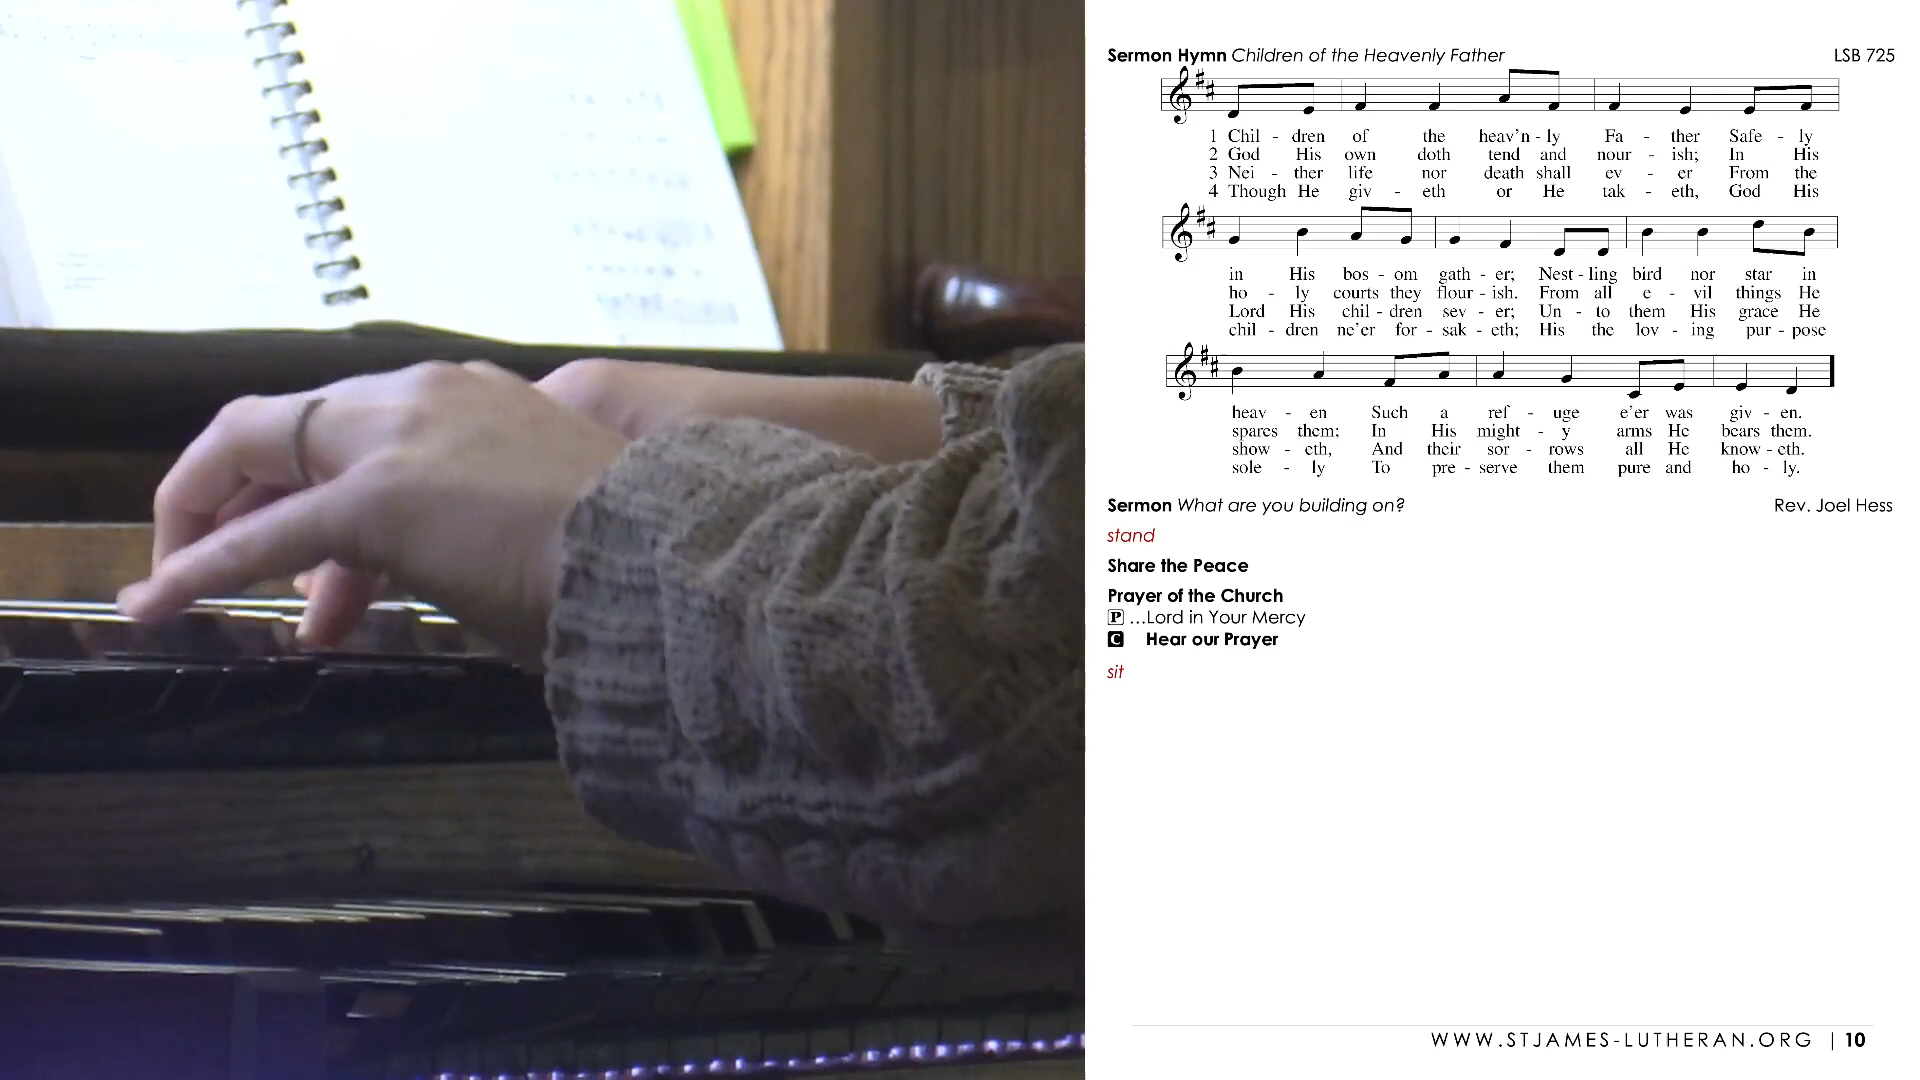 Sermon Hymn Children of the Heavenly Father LSB 725
1 Chil - dren of the heav’n - ly Fa - ther Safe - ly
2 God His own doth tend and nour - ish; In His
3 Nei - ther life nor death shall ev - er From the
4 Though He giv - eth or He tak - eth, God His
in His bos - om gath - er; Nest - ling bird nor star in
ho - ly courts they flour - ish. From all e - vil things He
Lord His chil - dren sev - er; Un - to them His grace He
chil - dren ne’er for - sak - eth; His the lov - ing pur - pose
heav - en Such a ref - uge e’er was giv - en.
spares them; In His might - y arms He bears them.
show - eth, And their sor - rows all He know - eth.
sole - ly To pre - serve them pure and ho - ly.
Sermon What are you building on? Rev. Joel Hess
stand
Share the Peace
Prayer of the Church
P …Lord in Your Mercy
C Hear our Prayer
sit
WWW.STJAMES-LUTHERAN.ORG | 10